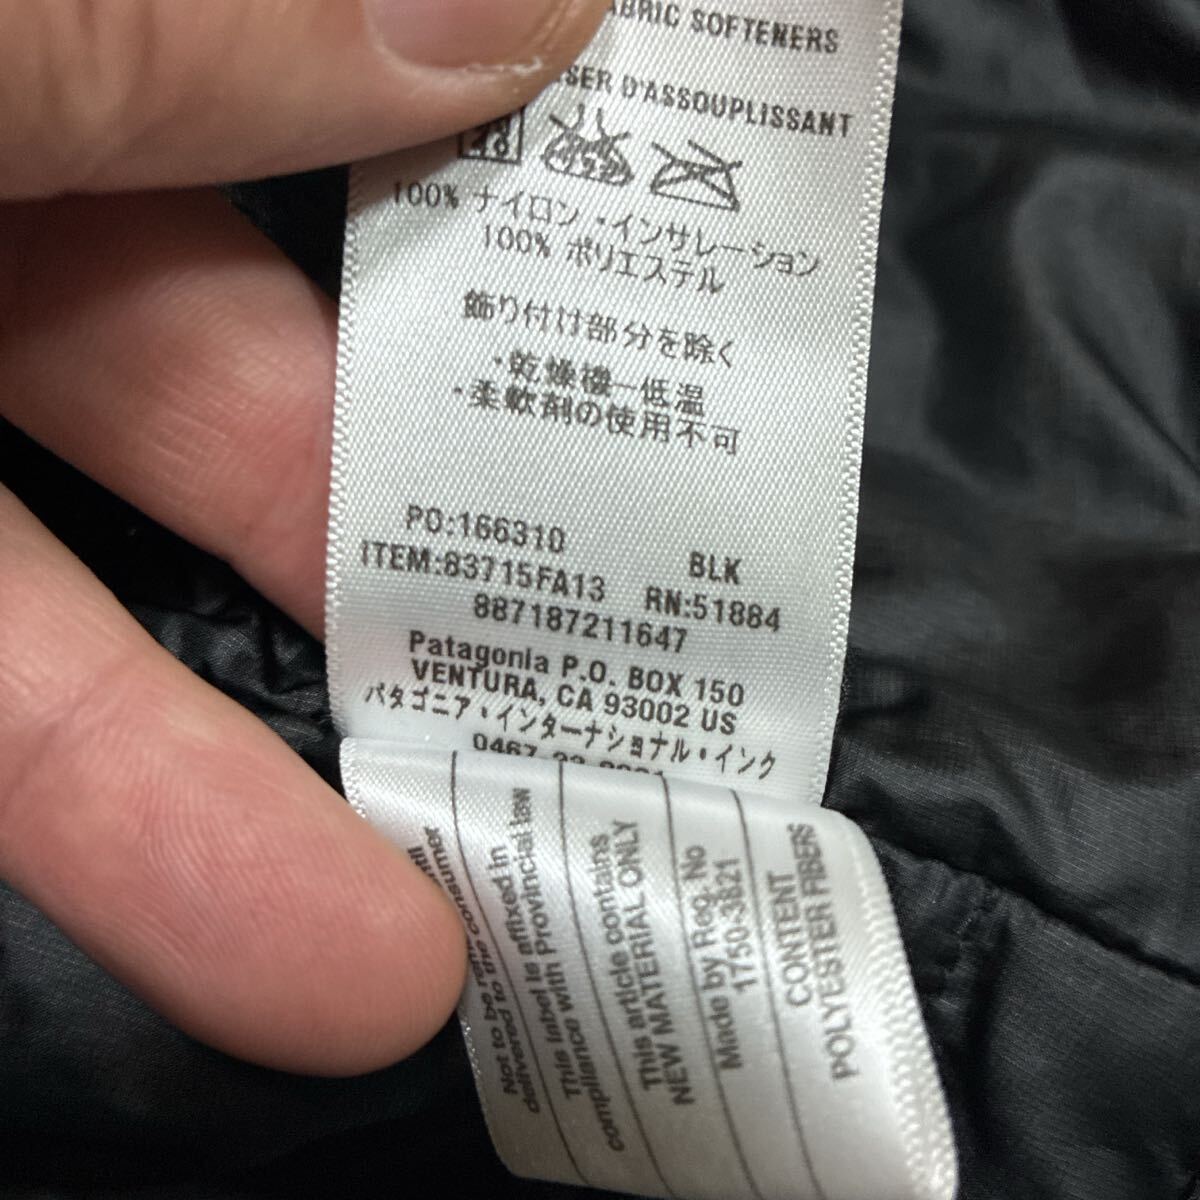 FABRIC SOFTENERS
D'ASSOUPLISSANT
100% ナイロン・インサレーション
100% ポリエステル
飾り付け部分を除く
・乾燥機ー低温
・柔軟剤の使用不可
PO:166310
BLK
ITEM:83715FA13 RN:51884
887187211647
Patagonia P.O. BOX 150
VENTURA, CA 93002 US
パタゴニア・インターナショナル・インク
CONTENT
POLYESTER FIBERS
Made by Reg. No
1750-3B21
This article contains
NEW MATERIAL ONLY
This label is affixed in
compliance with Provincial law
Not to be
delivered to the consumer